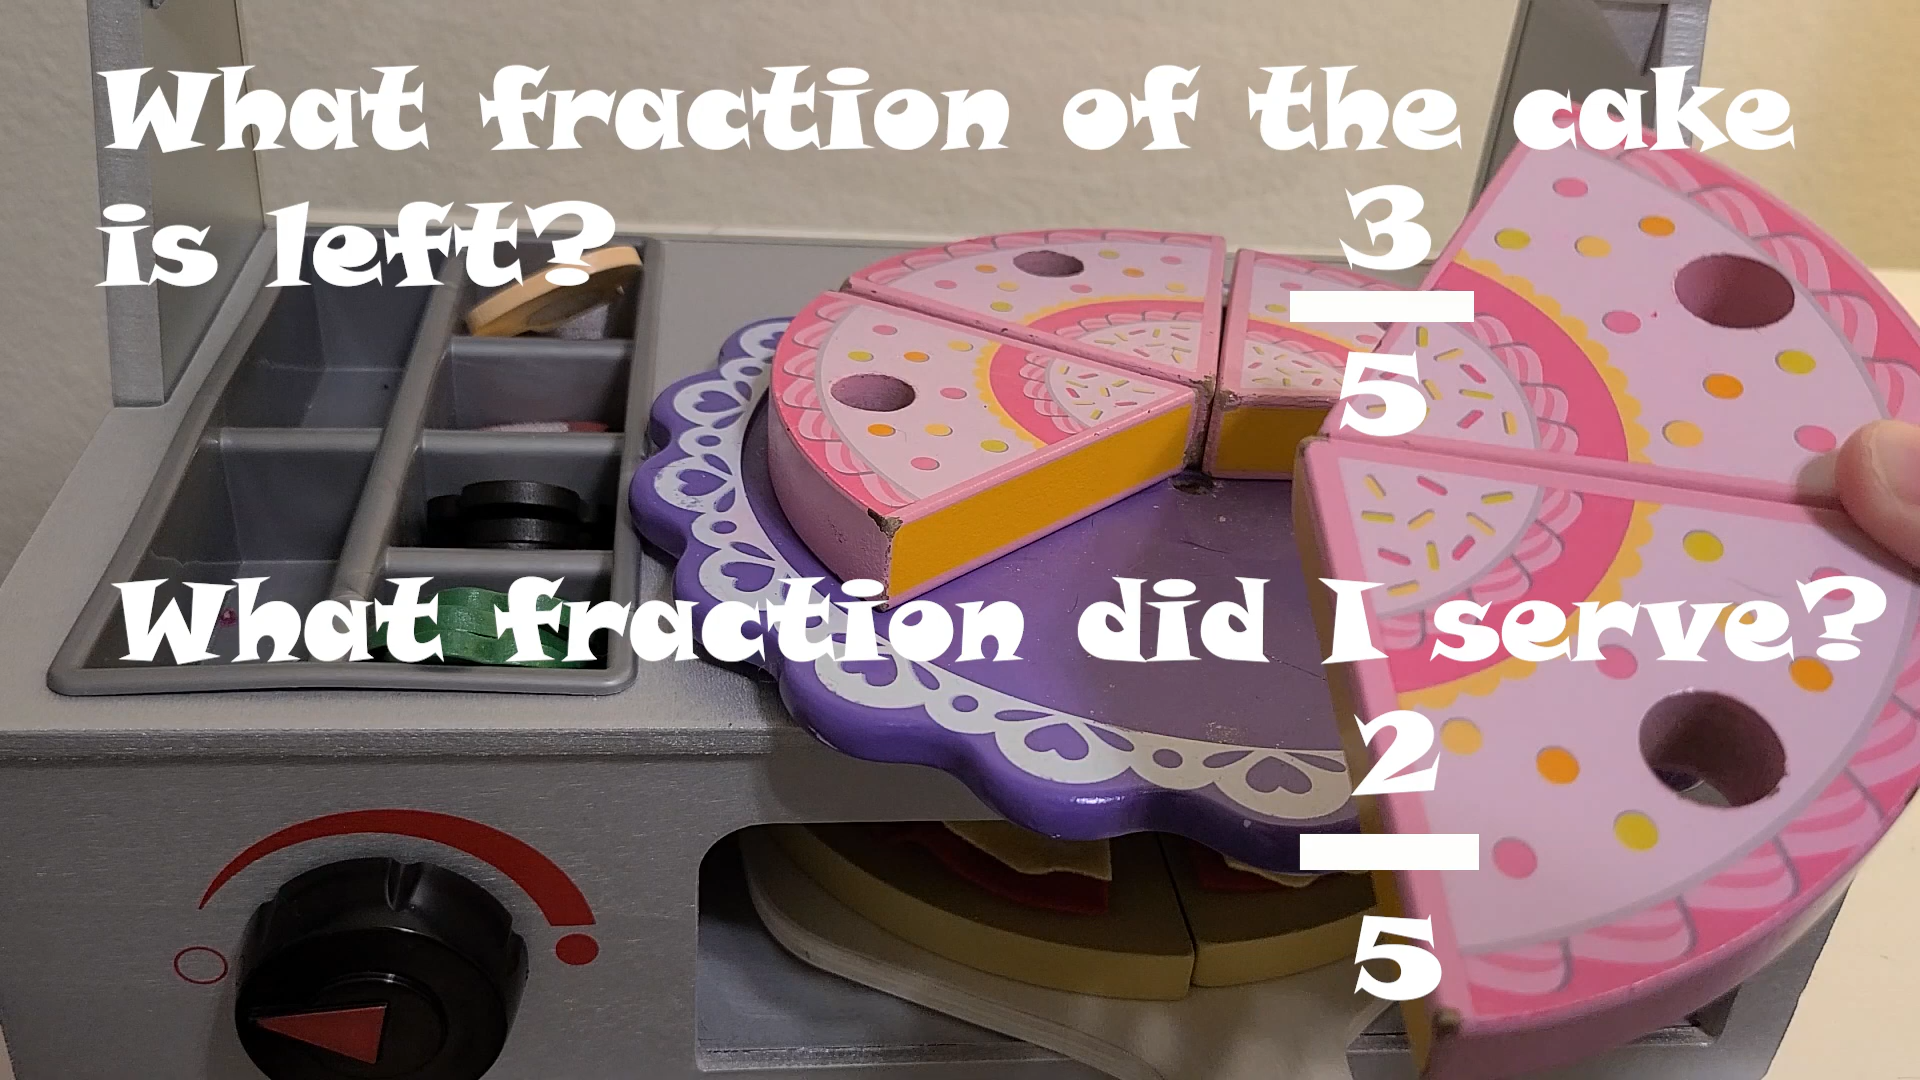 What fraction of the cake
is left?
3
5
What fraction did I serve?
2
5